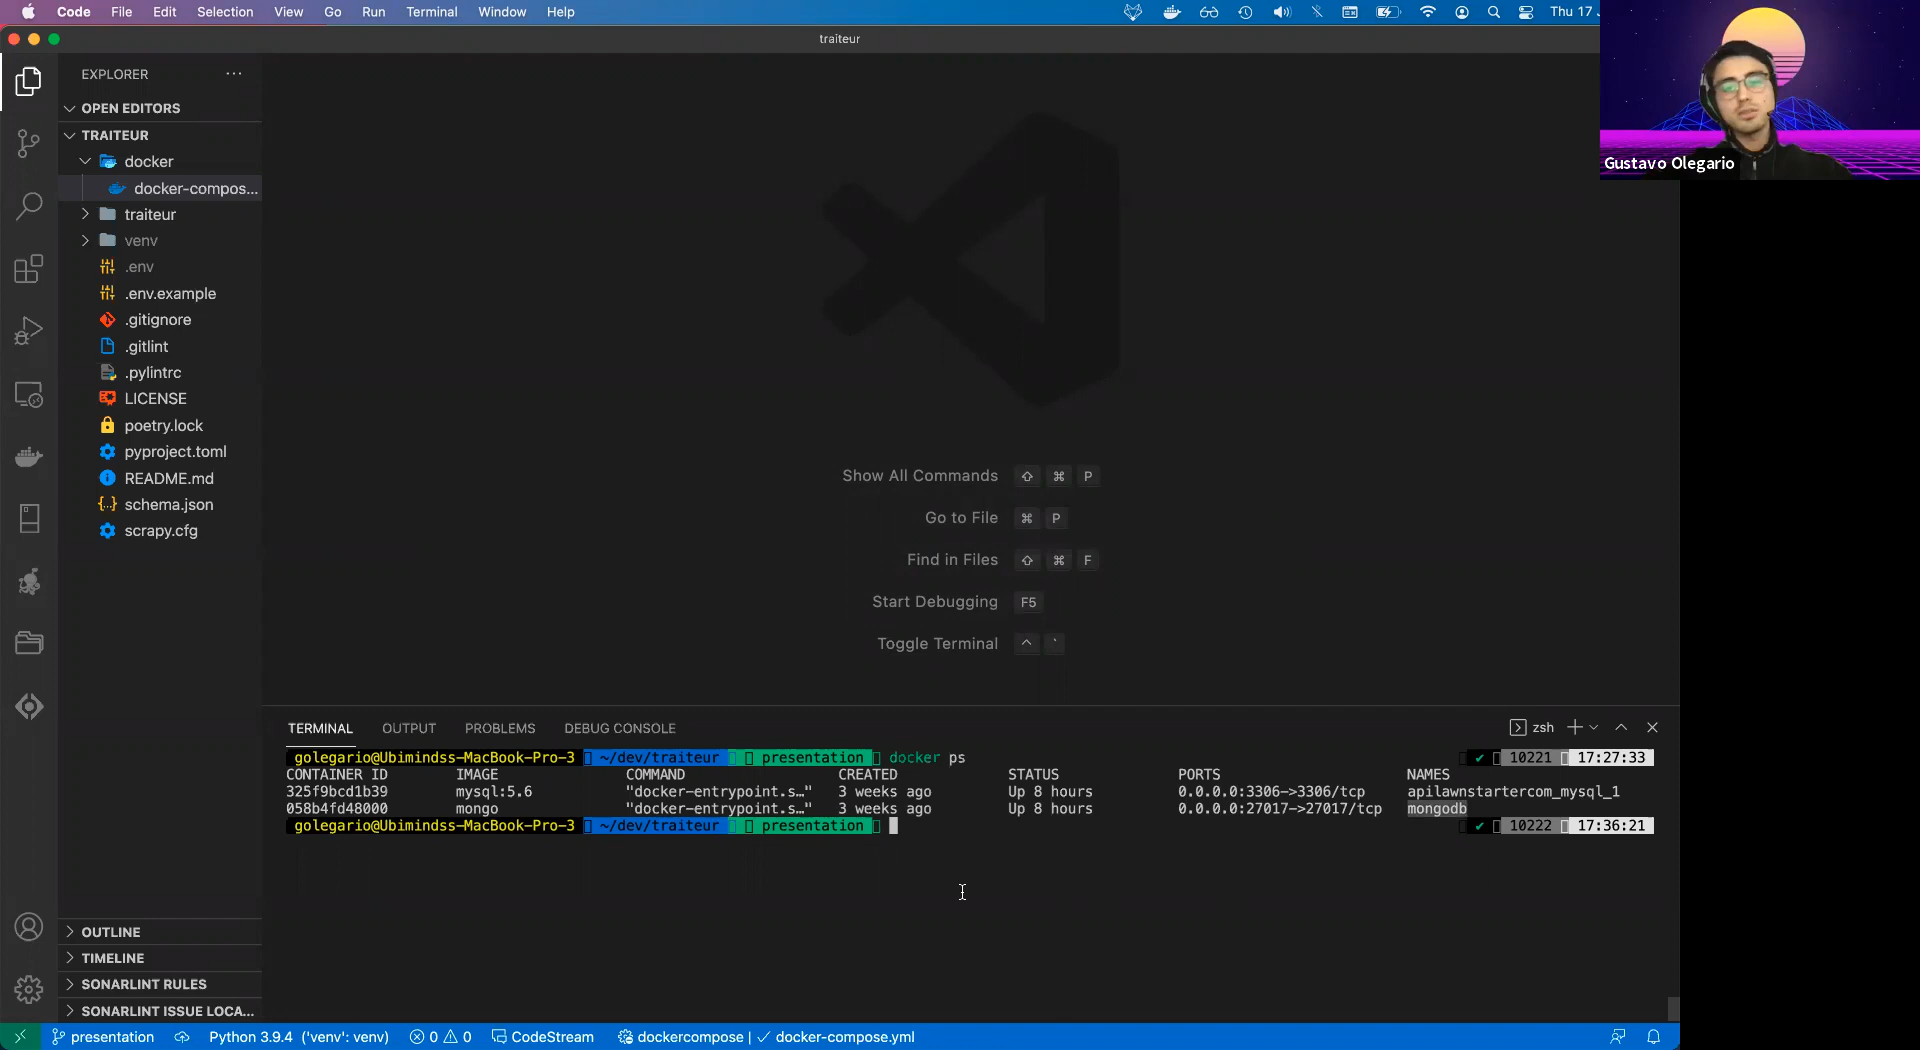 Code File Edit Selection View Go Run Terminal Window Help
Thu 17
traiteur
Gustavo Olegario
EXPLORER
OPEN EDITORS
TRAITEUR
docker
docker-compos...
traiteur
venv
.env
.env.example
.gitignore
.gitlint
.pylintrc
LICENSE
poetry.lock
pyproject.toml
README.md
schema.json
scrapy.cfg
OUTLINE
TIMELINE
SONARLINT RULES
SONARLINT ISSUE LOCA...
Show All Commands ⇧ ⌘ P
Go to File ⌘ P
Find in Files ⇧ ⌘ F
Start Debugging F5
Toggle Terminal ^ `
TERMINAL OUTPUT PROBLEMS DEBUG CONSOLE zsh
golegario@Ubimindss-MacBook-Pro-3 ~/dev/traiteur presentation docker ps ✔ 10221 17:27:33
CONTAINER ID IMAGE COMMAND CREATED STATUS PORTS NAMES
325f9bcd1b39 mysql:5.6 "docker-entrypoint.s…" 3 weeks ago Up 8 hours 0.0.0.0:3306->3306/tcp apilawnstartercom_mysql_1
058b4fd48000 mongo "docker-entrypoint.s…" 3 weeks ago Up 8 hours 0.0.0.0:27017->27017/tcp mongodb
golegario@Ubimindss-MacBook-Pro-3 ~/dev/traiteur presentation ✔ 10222 17:36:21
presentation Python 3.9.4 ('venv': venv) 0 0 CodeStream dockercompose | ✓ docker-compose.yml